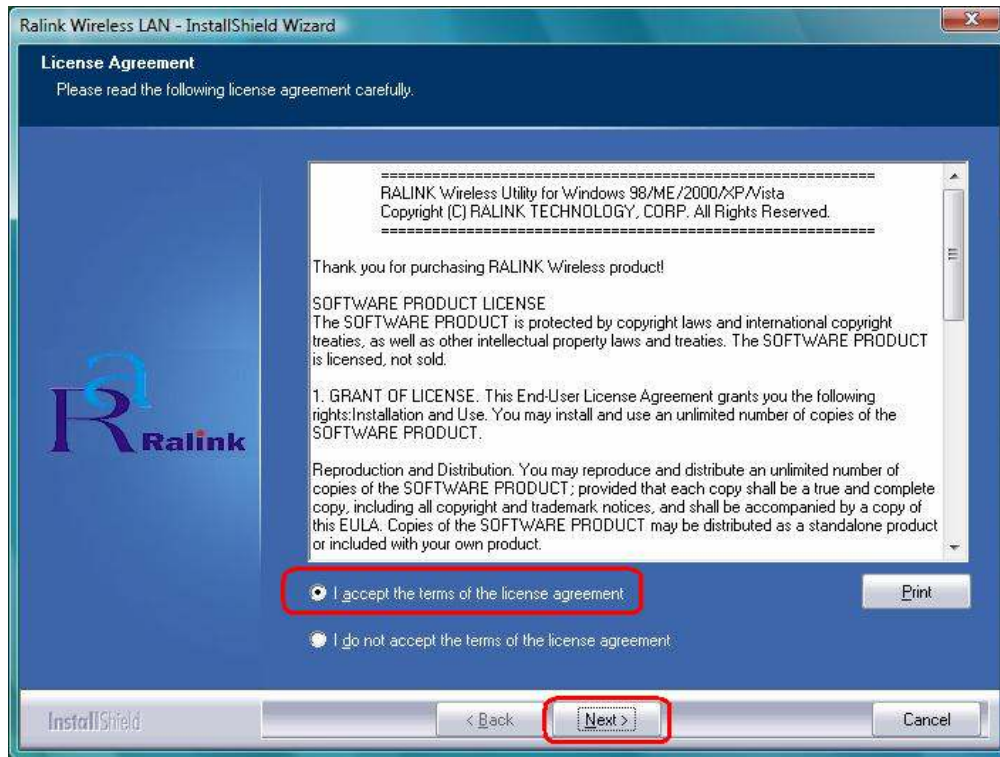 Ralink Wireless LAN - InstallShield Wizard
License Agreement
Please read the following license agreement carefully.
============================================================
RALINK Wireless Utility for Windows 98/ME/2000/XP/Vista
Copyright (C) RALINK TECHNOLOGY, CORP. All Rights Reserved.
============================================================
Thank you for purchasing RALINK Wireless product!
SOFTWARE PRODUCT LICENSE
The SOFTWARE PRODUCT is protected by copyright laws and international copyright
treaties, as well as other intellectual property laws and treaties. The SOFTWARE PRODUCT
is licensed, not sold.
1. GRANT OF LICENSE. This End-User License Agreement grants you the following
rights:Installation and Use. You may install and use an unlimited number of copies of the
SOFTWARE PRODUCT.
Reproduction and Distribution. You may reproduce and distribute an unlimited number of
copies of the SOFTWARE PRODUCT; provided that each copy shall be a true and complete
copy, including all copyright and trademark notices, and shall be accompanied by a copy of
this EULA. Copies of the SOFTWARE PRODUCT may be distributed as a standalone product
or included with your own product.
Ra
Ralink
I accept the terms of the license agreement
Print
I do not accept the terms of the license agreement
InstallShield
< Back
Next >
Cancel